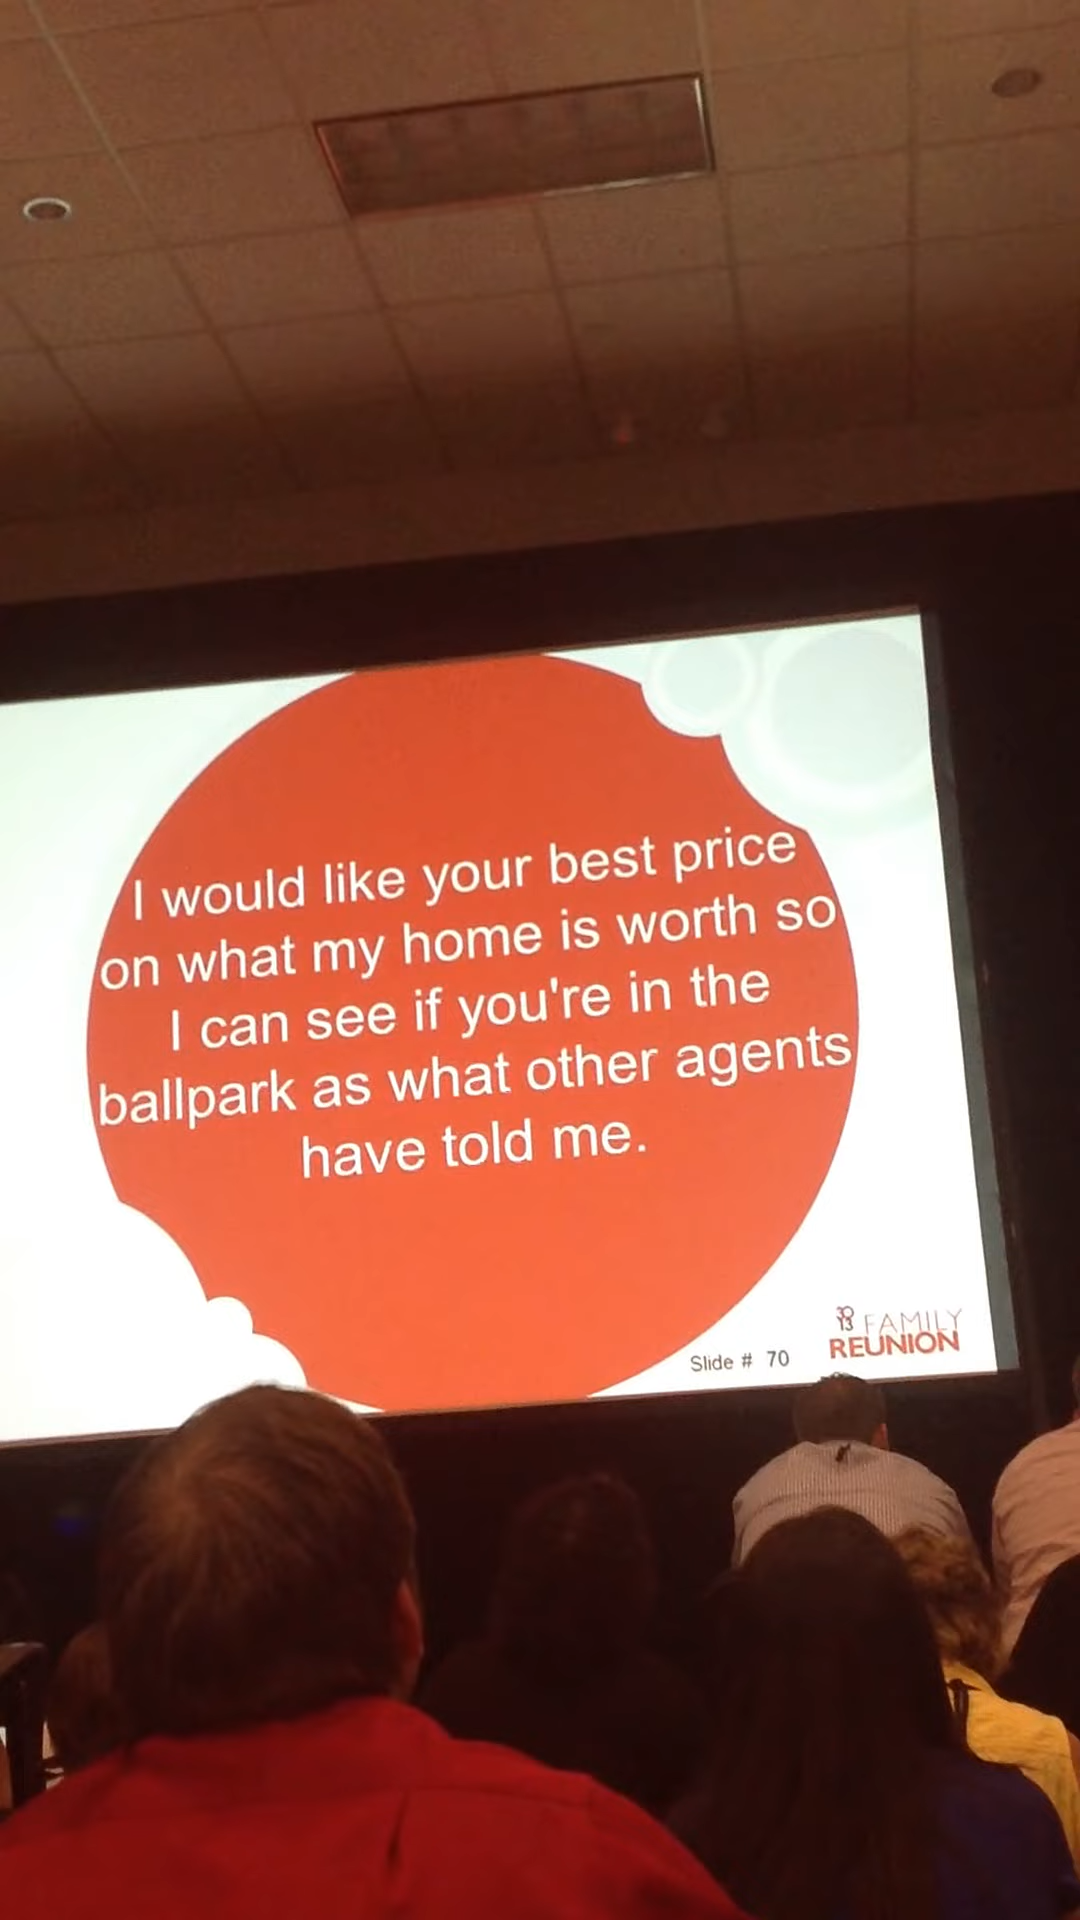 I would like your best price
on what my home is worth so
I can see if you're in the
ballpark as what other agents
have told me.
Slide # 70
2013 FAMILY
REUNION